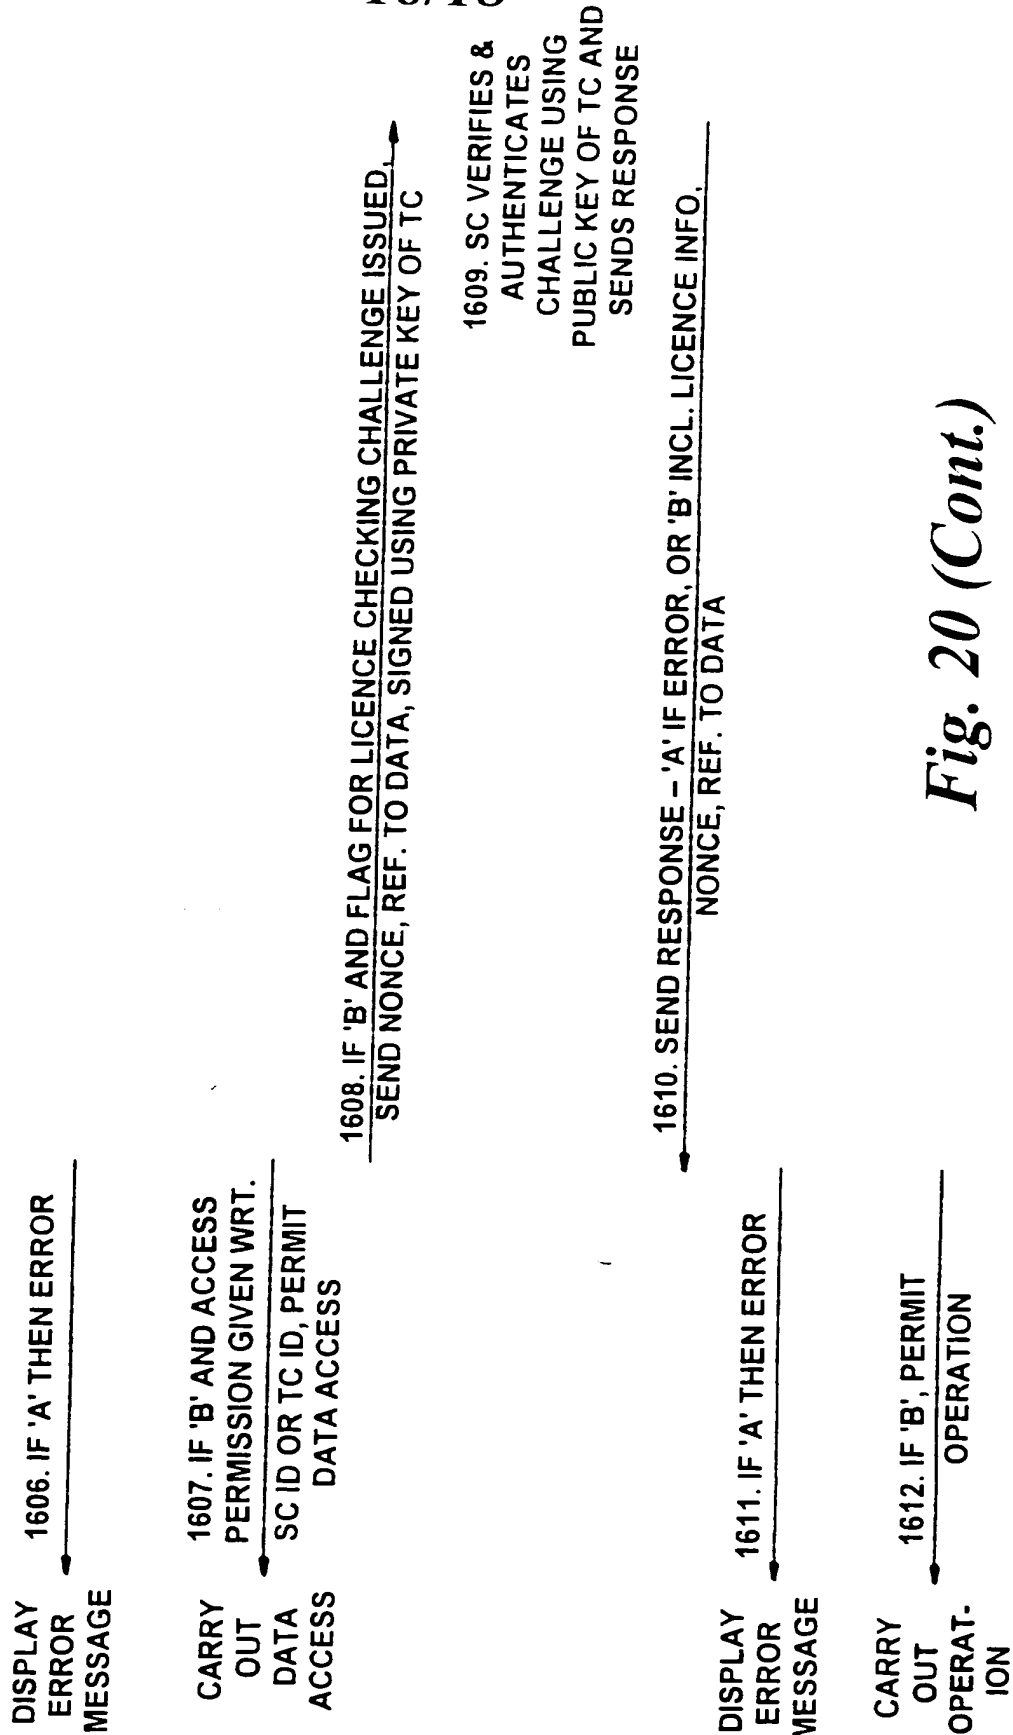 DISPLAY
ERROR
MESSAGE
1606. IF 'A' THEN ERROR
CARRY
OUT
DATA
ACCESS
1607. IF 'B' AND ACCESS
PERMISSION GIVEN WRT.
SC ID OR TC ID, PERMIT
DATA ACCESS
1608. IF 'B' AND FLAG FOR LICENCE CHECKING CHALLENGE ISSUED,
SEND NONCE, REF. TO DATA, SIGNED USING PRIVATE KEY OF TC
1609. SC VERIFIES &
AUTHENTICATES
CHALLENGE USING
PUBLIC KEY OF TC AND
SENDS RESPONSE
1610. SEND RESPONSE – 'A' IF ERROR, OR 'B' INCL. LICENCE INFO,
NONCE, REF. TO DATA
DISPLAY
ERROR
MESSAGE
1611. IF 'A' THEN ERROR
CARRY
OUT
OPERAT-
ION
1612. IF 'B', PERMIT
OPERATION
Fig. 20 (Cont.)